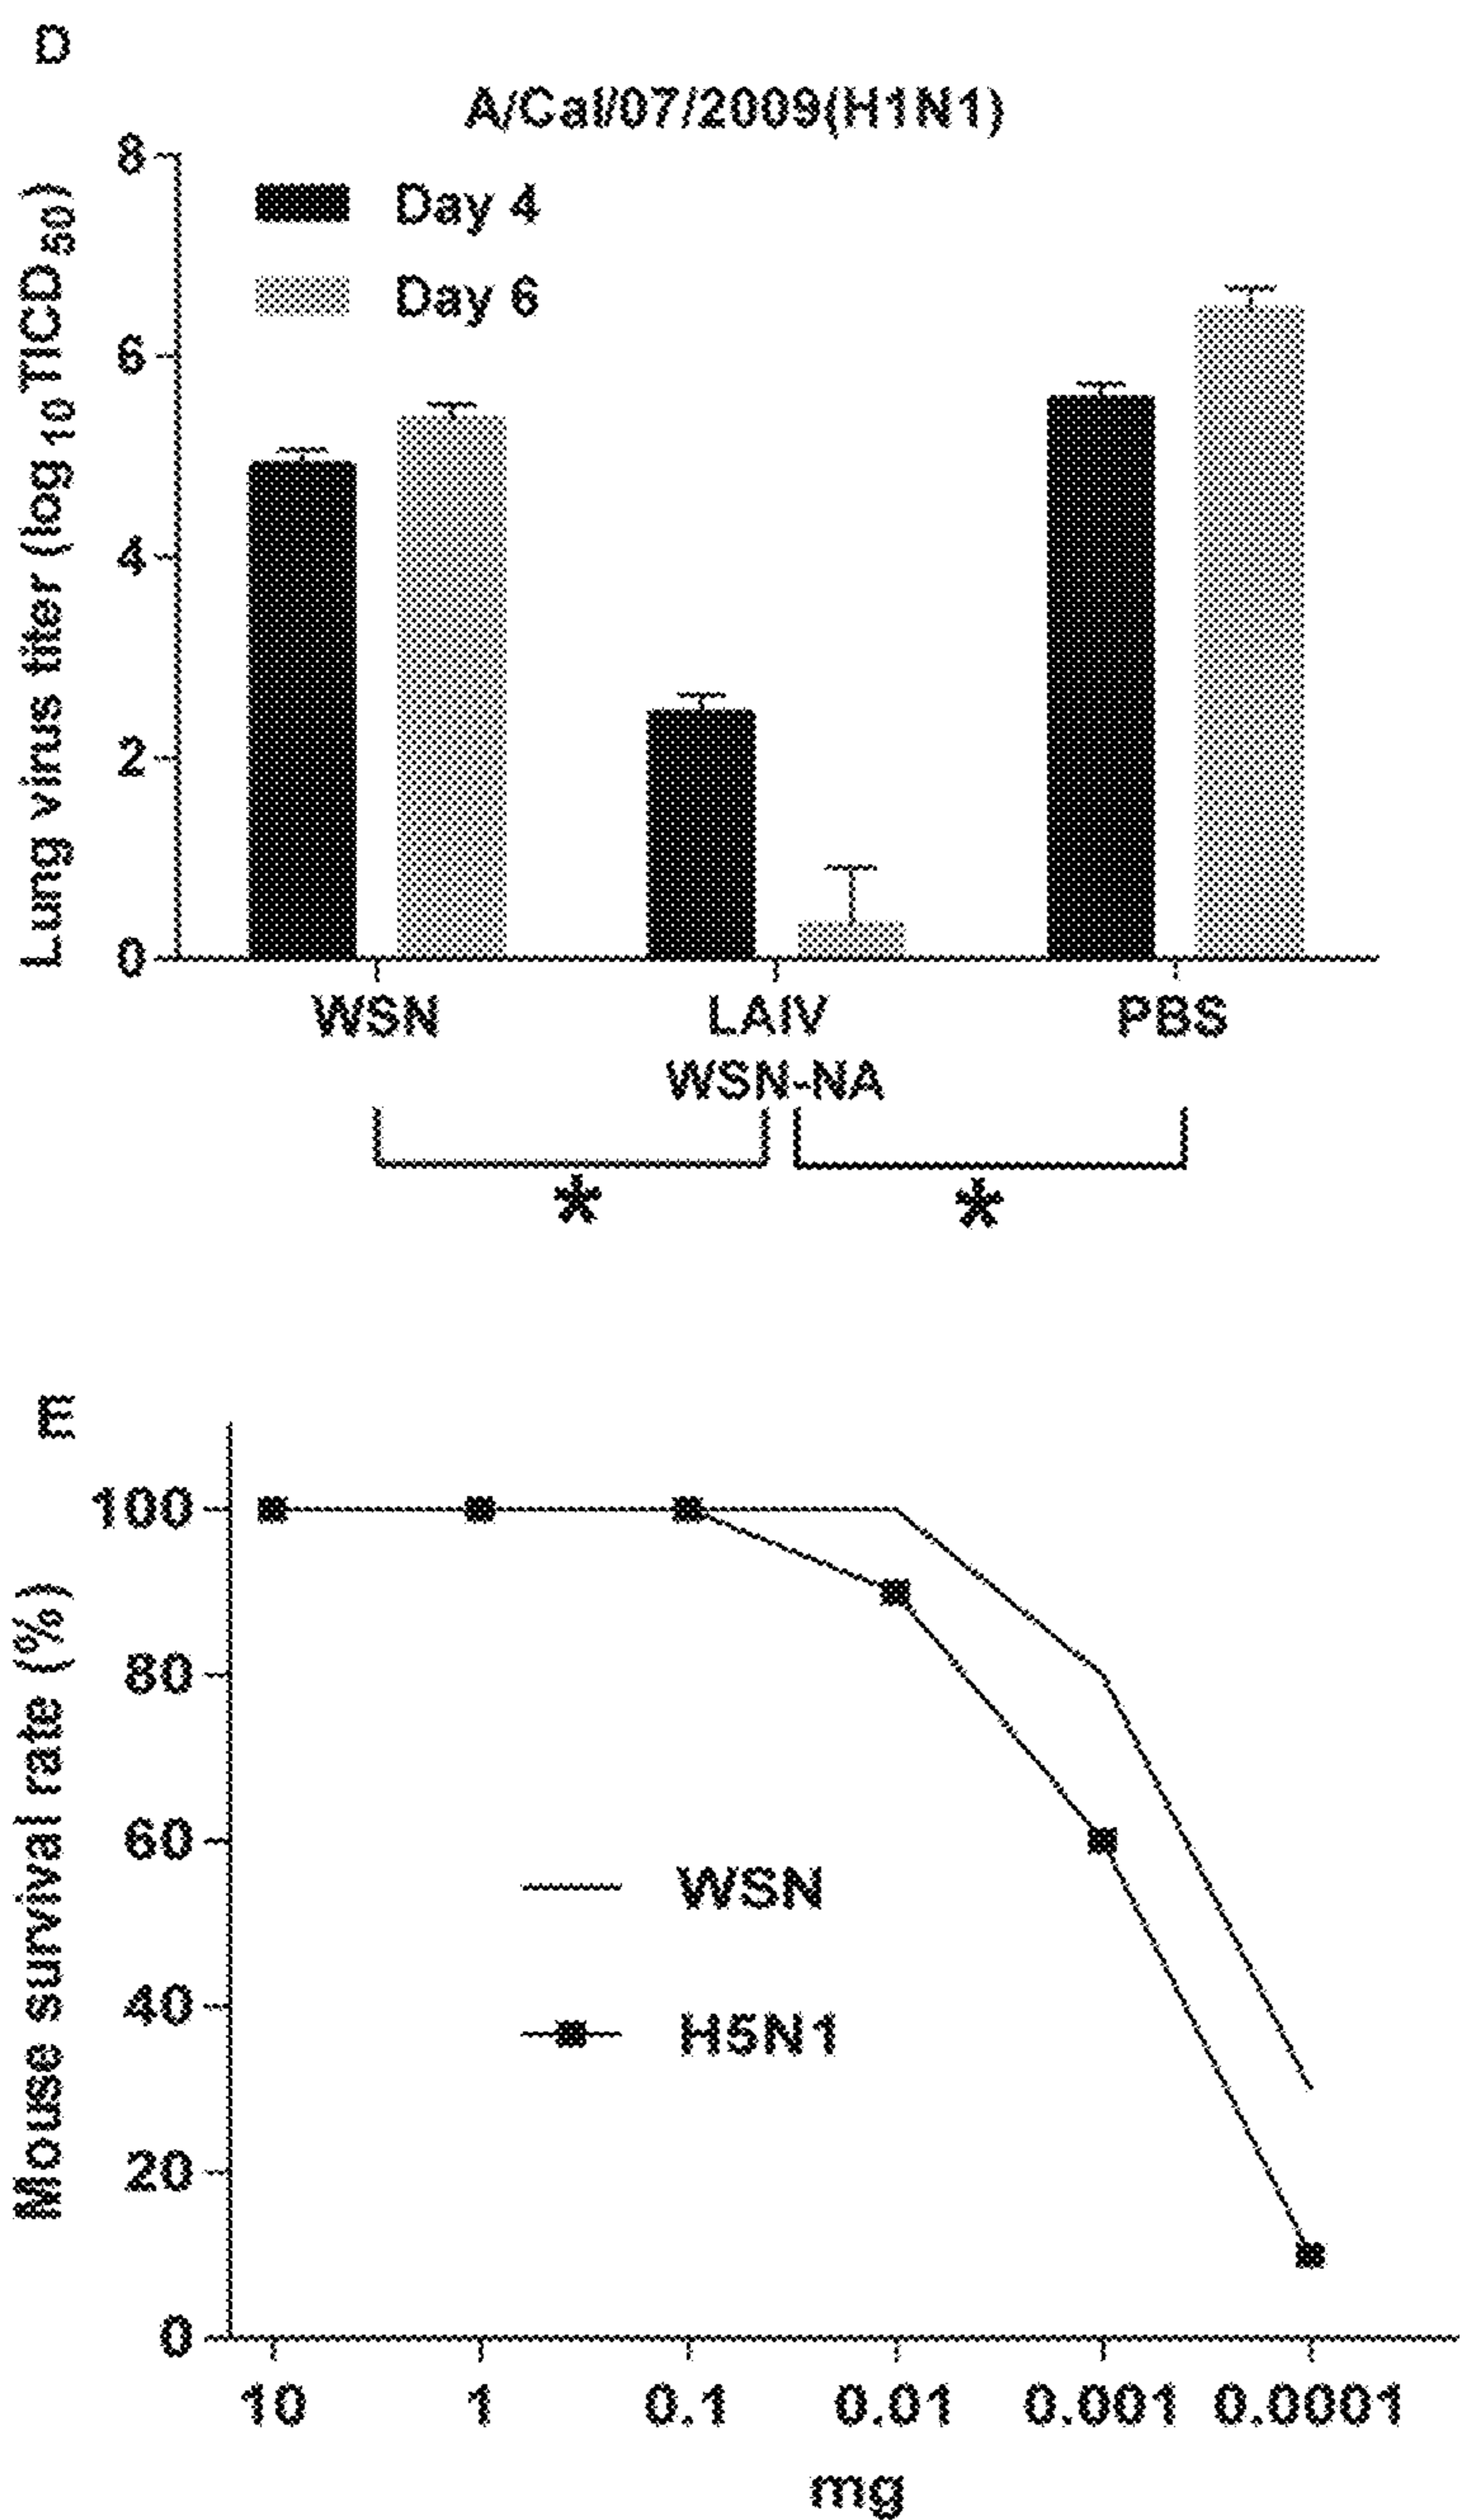 D
A/Cal/07/2009(H1N1)
Lung virus titer (log 10 TICD50)
8
6
4
2
0
Day 4
Day 6
WSN
LAIV
PBS
WSN-NA
*
*
E
Mouse survival rate (%)
100
80
60
40
20
0
WSN
H5N1
10 1 0.1 0.01 0.001 0.0001
mg